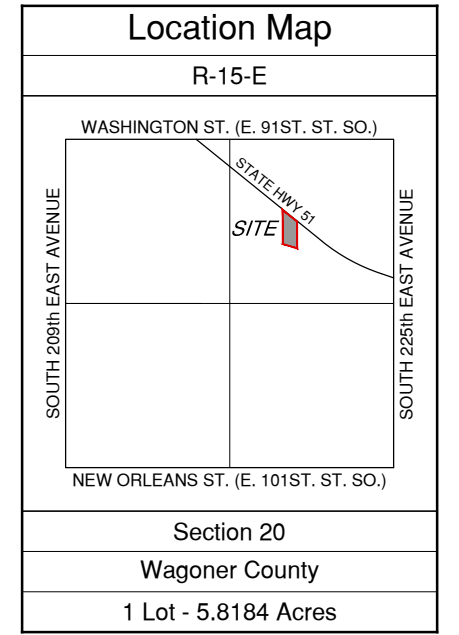 Location Map
R-15-E
WASHINGTON ST. (E. 91ST. ST. SO.)
STATE HWY 51
SITE
SOUTH 209th EAST AVENUE
SOUTH 225th EAST AVENUE
NEW ORLEANS ST. (E. 101ST. ST. SO.)
Section 20
Wagoner County
1 Lot - 5.8184 Acres